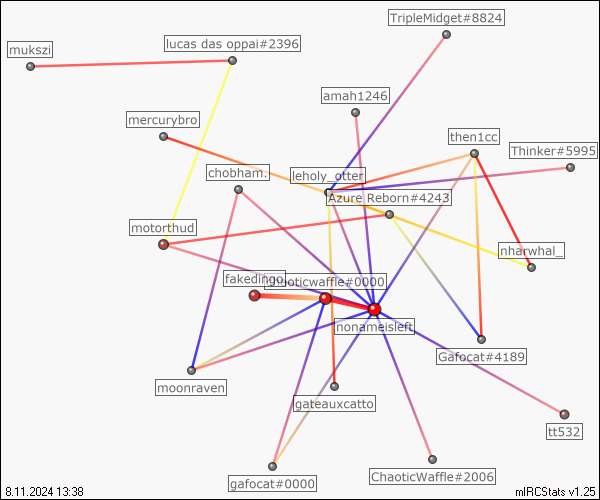 TripleMidget#8824
lucas das oppai#2396
mukszi
amah1246
mercurybro
then1cc
Thinker#5995
chobham.
leholy_otter
Azure Reborn#4243
motorthud
nharwhal_
fakedingo
chaoticwaffle#0000
nonameisleft
Gafocat#4189
moonraven
gateauxcatto
tt532
ChaoticWaffle#2006
gafocat#0000
8.11.2024 13:38
mIRCStats v1.25